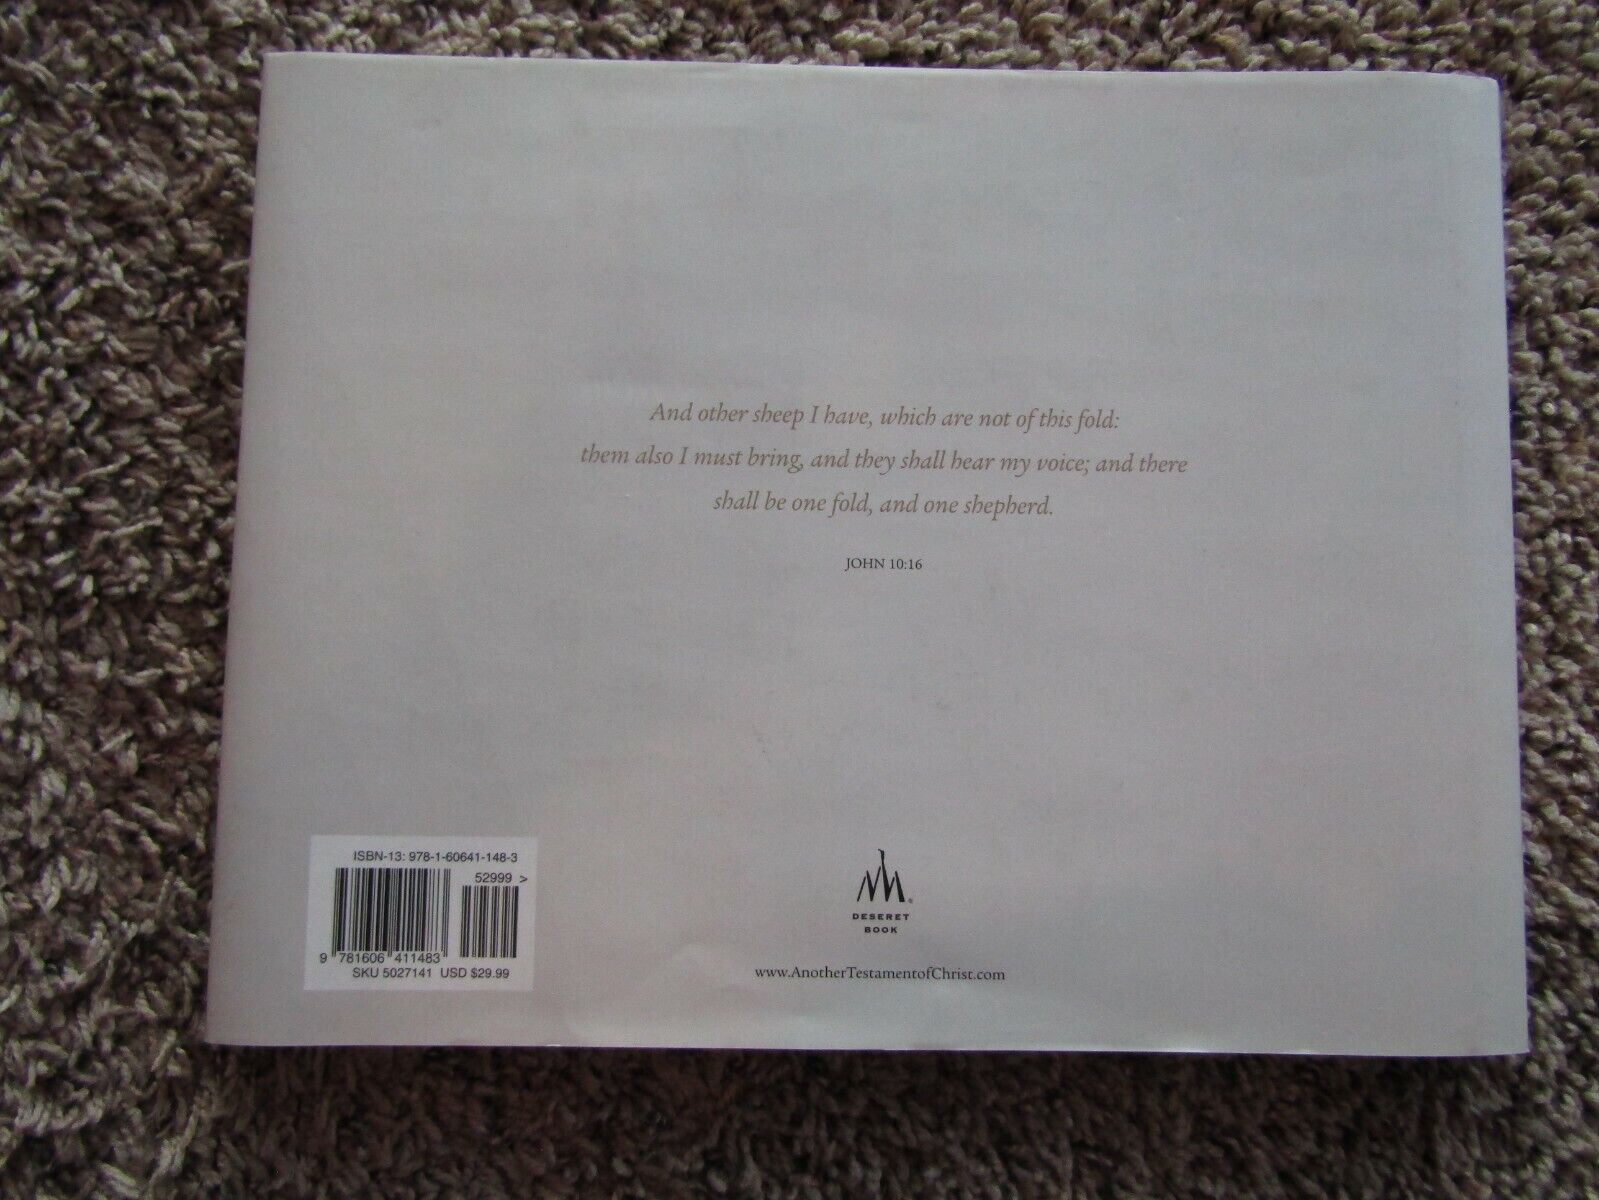 And other sheep I have, which are not of this fold:
them also I must bring, and they shall hear my voice; and there
shall be one fold, and one shepherd.
JOHN 10:16
ISBN-13: 978-1-60641-148-3
52999 >
9 781606 411483
SKU 5027141 USD $29.99
DESERET
BOOK
www.AnotherTestamentofChrist.com